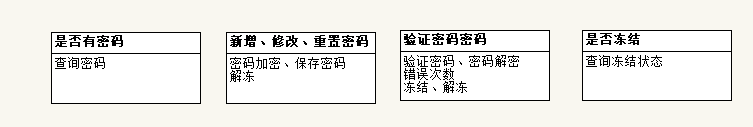 是否有密码
查询密码
新增、修改、重置密码
密码加密、保存密码
解冻
验证密码密码
验证密码、密码解密
错误次数
冻结、解冻
是否冻结
查询冻结状态